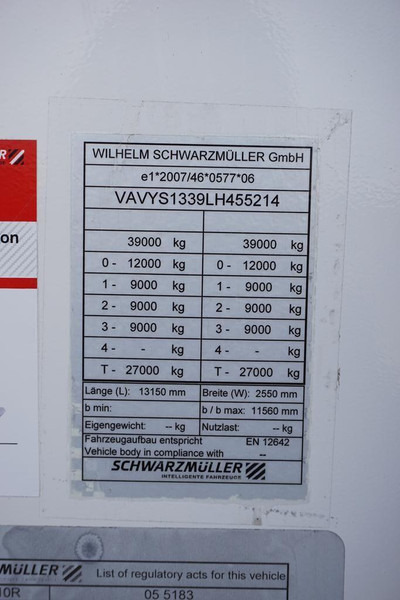 R
on
WILHELM SCHWARZMÜLLER GmbH
e1*2007/46*0577*06
VAVYS1339LH455214
39000 kg 39000 kg
0 - 12000 kg 0 - 12000 kg
1 - 9000 kg 1 - 9000 kg
2 - 9000 kg 2 - 9000 kg
3 - 9000 kg 3 - 9000 kg
4 - - kg 4 - - kg
T - 27000 kg T - 27000 kg
Länge (L): 13150 mm Breite (W): 2550 mm
b min: b / b max: 11560 mm
Eigengewicht: -- kg Nutzlast: -- kg
Fahrzeugaufbau entspricht EN 12642
Vehicle body in compliance with --
SCHWARZMÜLLER
INTELLIGENTE FAHRZEUGE
MÜLLER List of regulatory acts for this vehicle
10R 05 5183